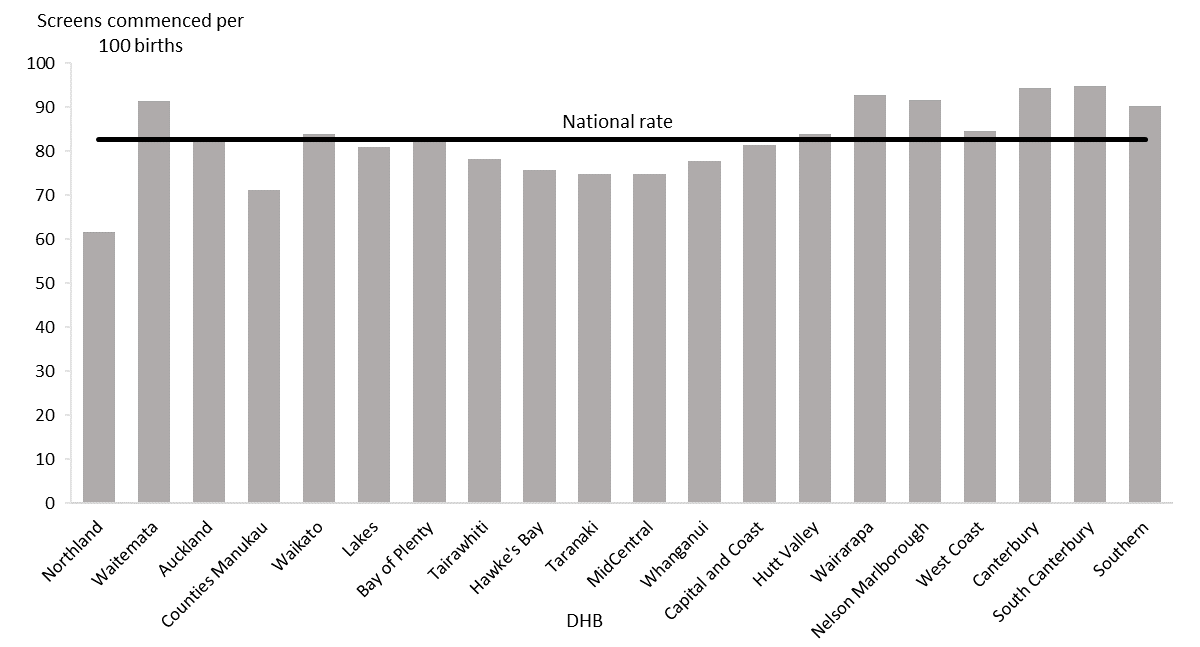 Screens commenced per
100 births
100
90
80
70
60
50
40
30
20
10
0
National rate
Northland
Waitemata
Auckland
Counties Manukau
Waikato
Lakes
Bay of Plenty
Tairawhiti
Hawke's Bay
Taranaki
MidCentral
Whanganui
Capital and Coast
Hutt Valley
Wairarapa
Nelson Marlborough
West Coast
Canterbury
South Canterbury
Southern
DHB